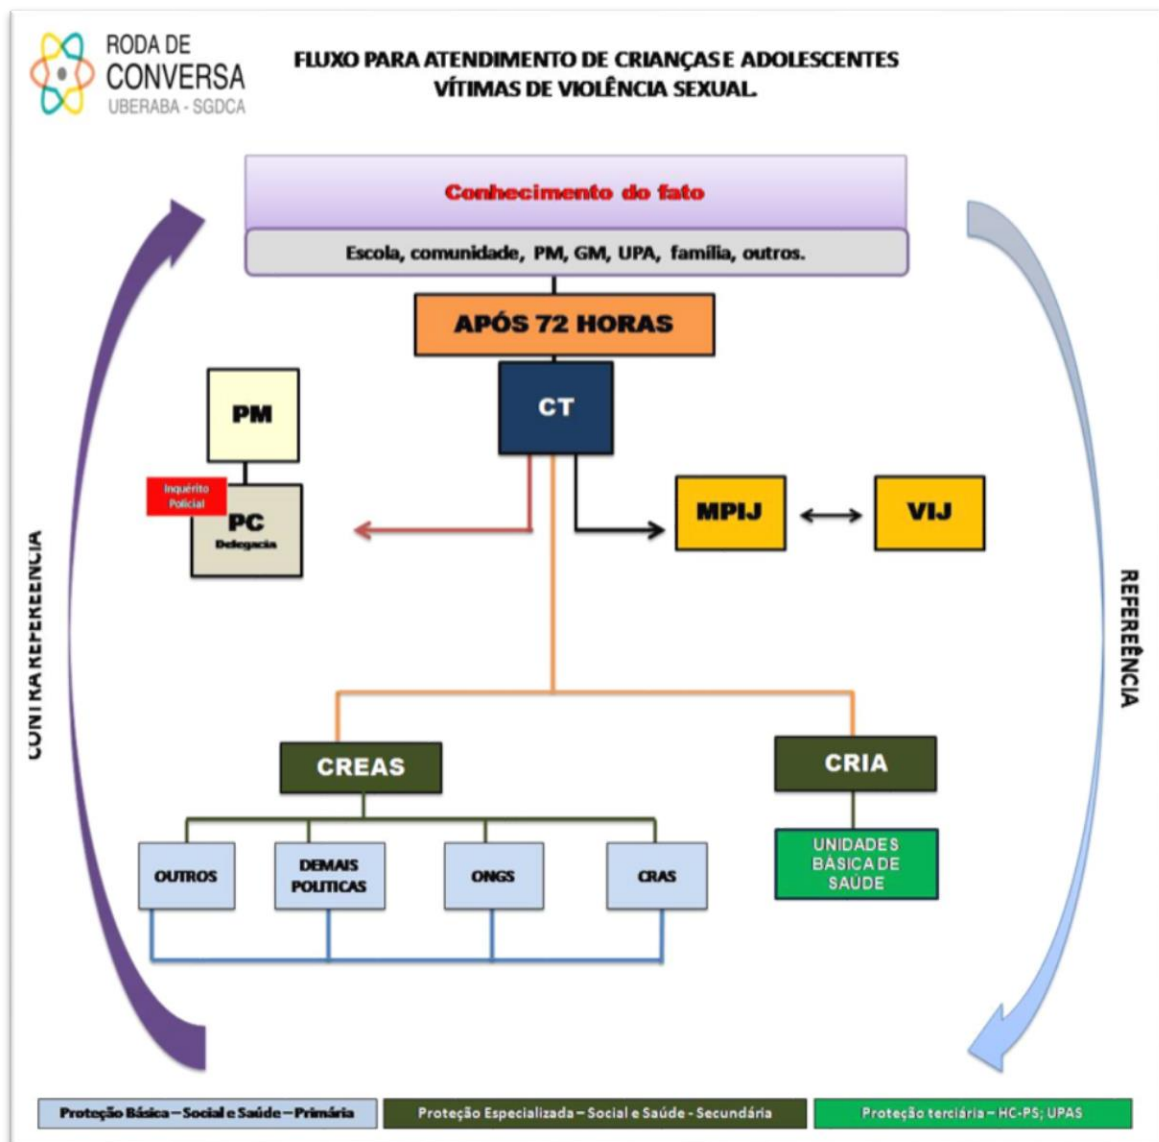 RODA DE
CONVERSA
UBERABA - SGDCA
FLUXO PARA ATENDIMENTO DE CRIANÇAS E ADOLESCENTES
VÍTIMAS DE VIOLÊNCIA SEXUAL.
Conhecimento do fato
Escola, comunidade, PM, GM, UPA, família, outros.
APÓS 72 HORAS
CT
PM
Inquérito
Policial
PC
Delegacia
MPIJ
VIJ
CONTRA REFEREENCIA
REFEREÊNCIA
CREAS
CRIA
OUTROS
DEMAIS
POLITICAS
ONGS
CRAS
UNIDADES
BÁSICA DE
SAÚDE
Proteção Básica – Social e Saúde – Primária
Proteção Especializada – Social e Saúde - Secundária
Proteção terciária – HC-PS; UPAS